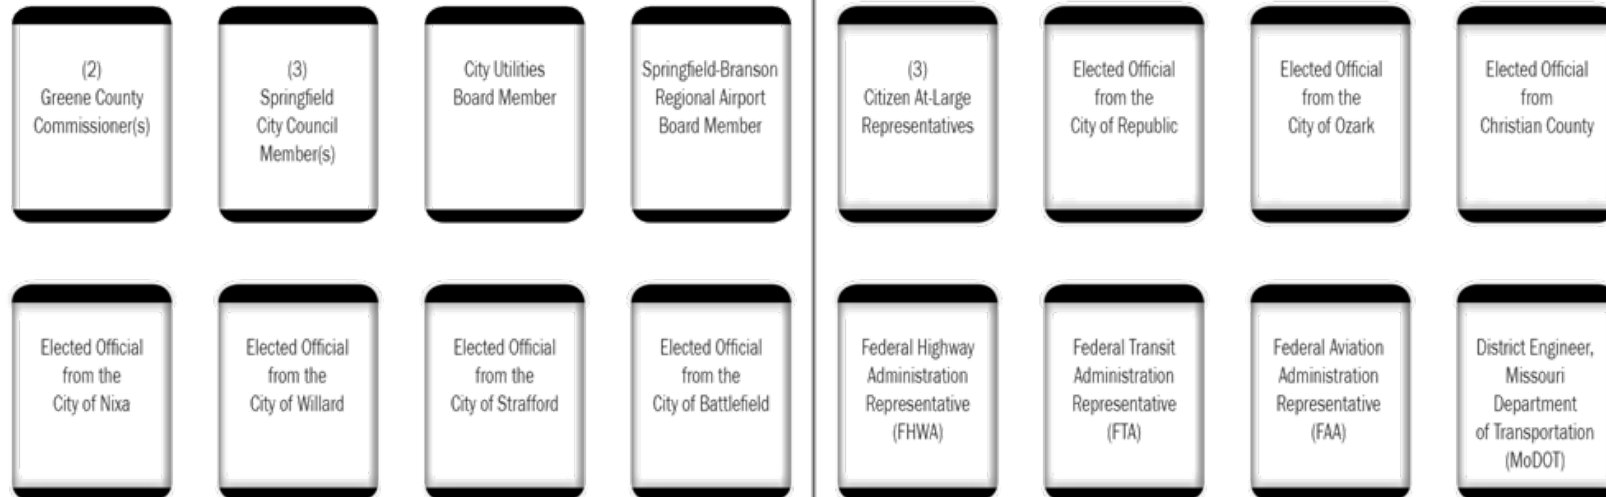 (2)
Greene County
Commissioner(s)
(3)
Springfield
City Council
Member(s)
City Utilities
Board Member
Springfield-Branson
Regional Airport
Board Member
(3)
Citizen At-Large
Representatives
Elected Official
from the
City of Republic
Elected Official
from the
City of Ozark
Elected Official
from
Christian County
Elected Official
from the
City of Nixa
Elected Official
from the
City of Willard
Elected Official
from the
City of Strafford
Elected Official
from the
City of Battlefield
Federal Highway
Administration
Representative
(FHWA)
Federal Transit
Administration
Representative
(FTA)
Federal Aviation
Administration
Representative
(FAA)
District Engineer,
Missouri
Department
of Transportation
(MoDOT)